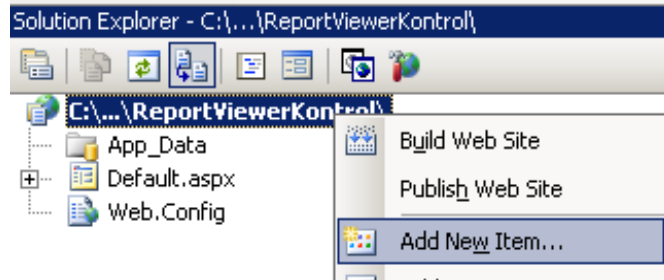 Solution Explorer - C:\...\ReportViewerKontrol\
C:\...\ReportViewerKontrol\
App_Data
Default.aspx
Web.Config
Build Web Site
Publish Web Site
Add New Item...